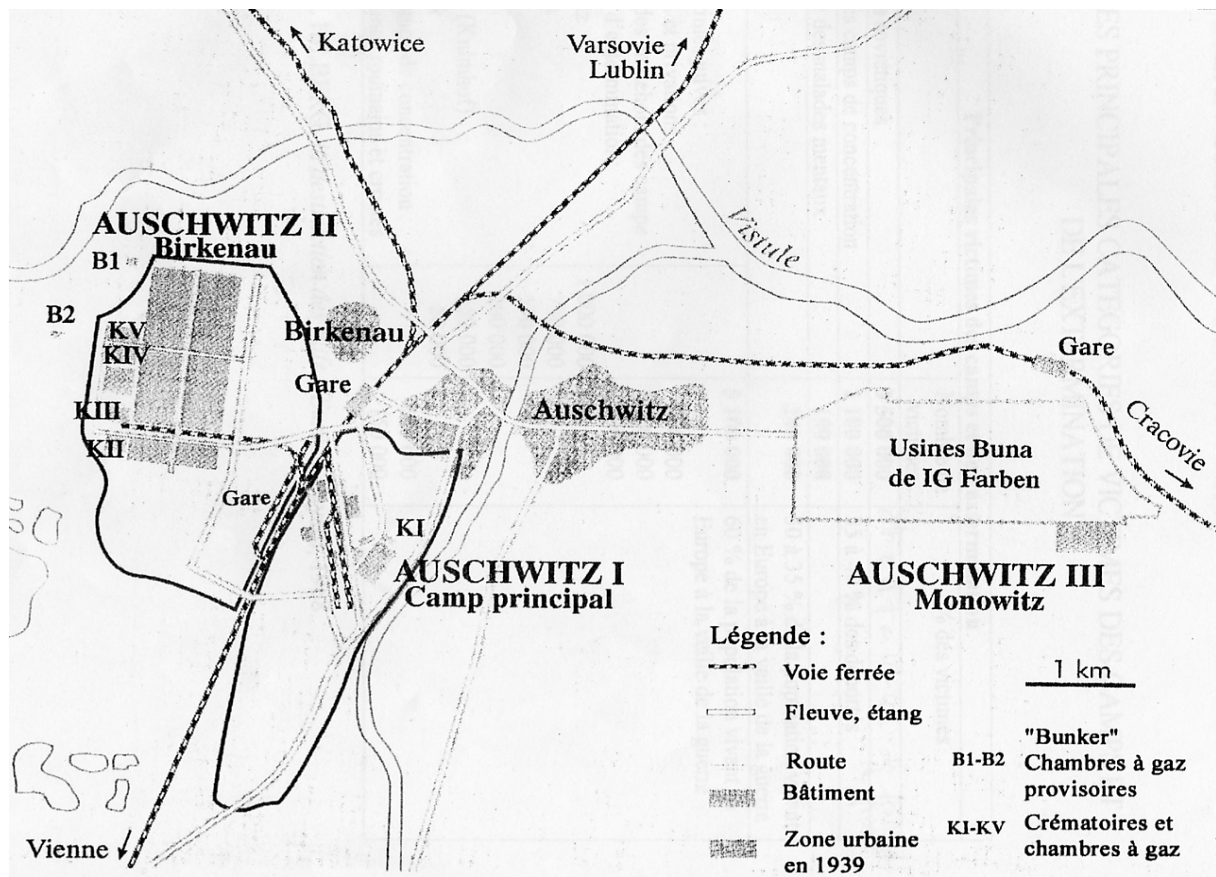 Katowice
Varsovie
Lublin
Vistule
AUSCHWITZ II
Birkenau
B1
B2
KV
KIV
KIII
KII
Birkenau
Gare
Gare
Auschwitz
Gare
Cracovie
Usines Buna
de IG Farben
KI
AUSCHWITZ I
Camp principal
AUSCHWITZ III
Monowitz
Vienne
Légende :
Voie ferrée
Fleuve, étang
Route
Bâtiment
Zone urbaine
en 1939
1 km
B1-B2
"Bunker"
Chambres à gaz
provisoires
KI-KV
Crématoires et
chambres à gaz